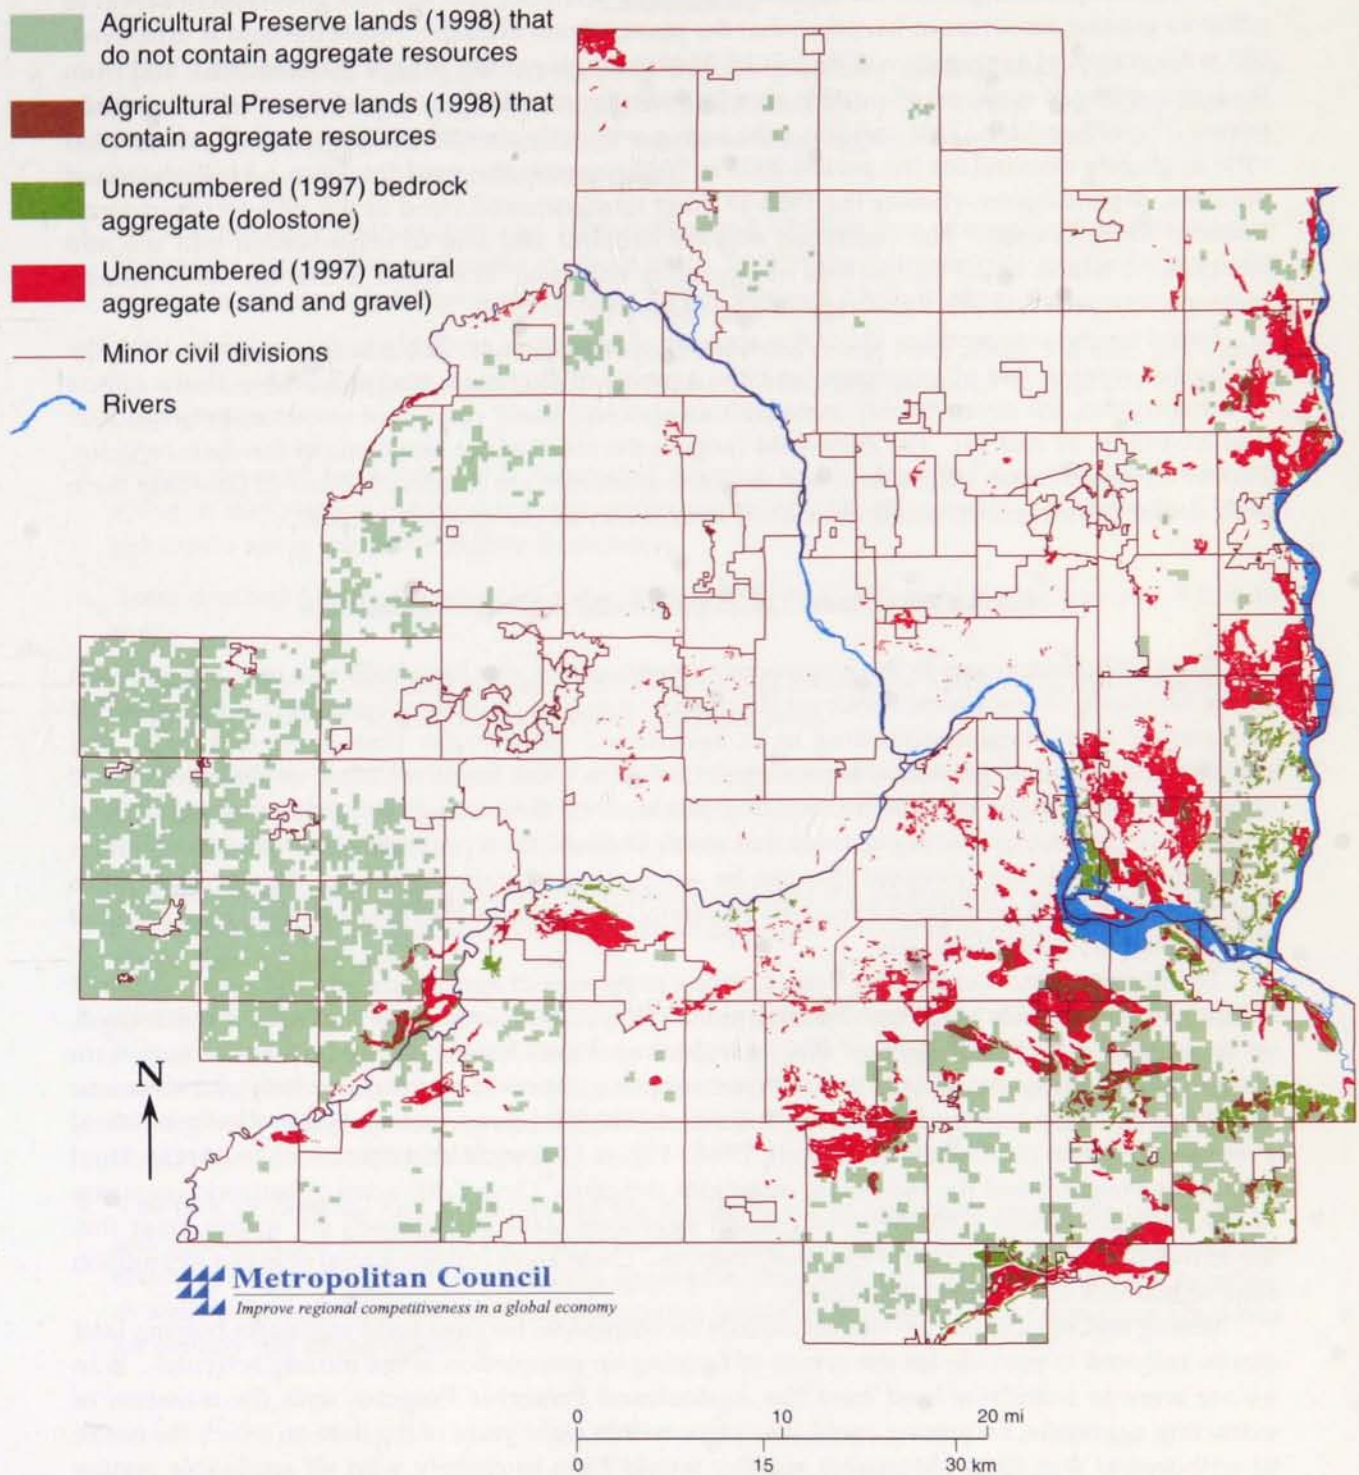 Agricultural Preserve lands (1998) that
do not contain aggregate resources
Agricultural Preserve lands (1998) that
contain aggregate resources
Unencumbered (1997) bedrock
aggregate (dolostone)
Unencumbered (1997) natural
aggregate (sand and gravel)
Minor civil divisions
Rivers
N
Metropolitan Council
Improve regional competitiveness in a global economy
0 10 20 mi
0 15 30 km